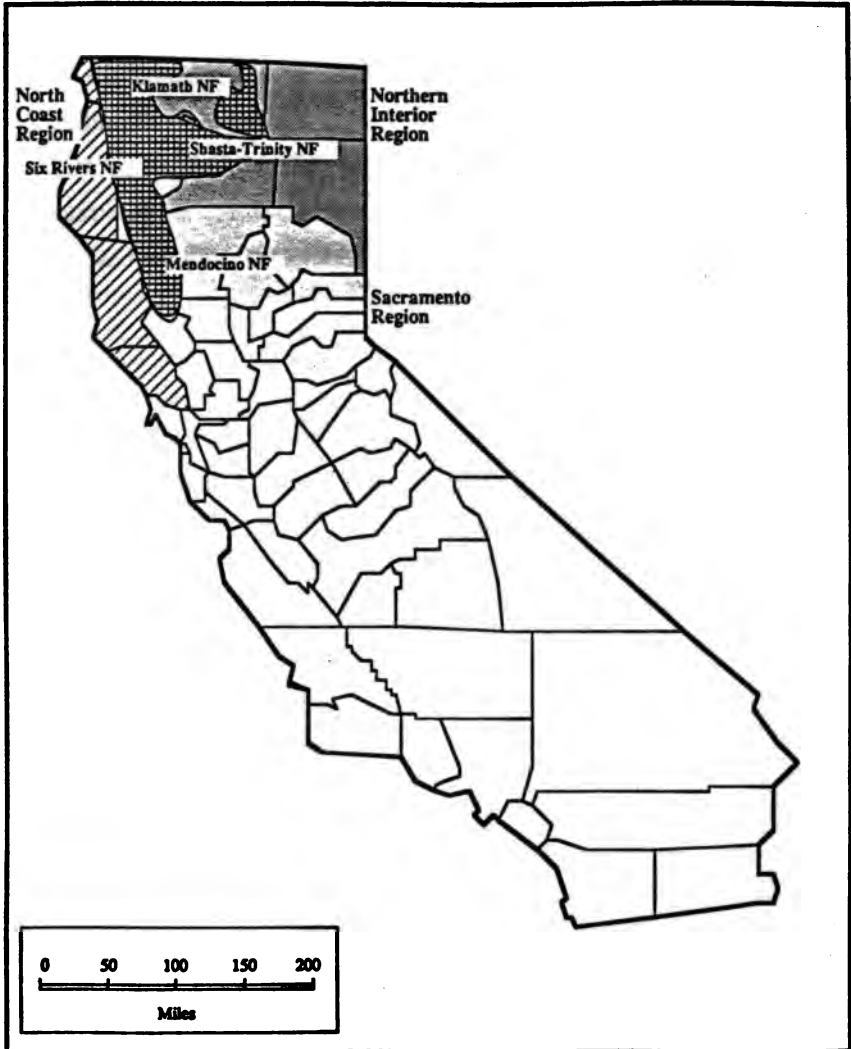 Klamath NF
North
Coast
Region
Northern
Interior
Region
Shasta-Trinity NF
Six Rivers NF
Mendocino NF
Sacramento
Region
0 50 100 150 200
Miles